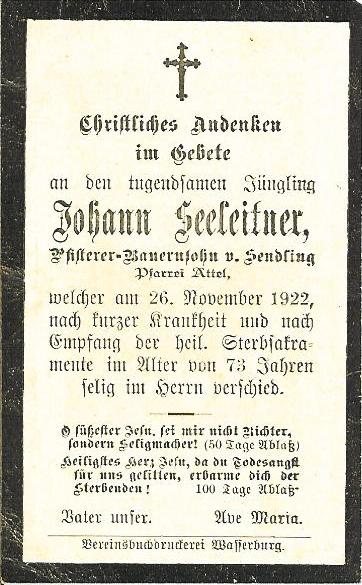 Christliches Andenken
im Gebete
an den tugendsamen Jüngling
Johann Seeleitner,
Pfisterer-Bauernsohn v. Sendling
Pfarrei Attel,
welcher am 26. November 1922,
nach kurzer Krankheit und nach
Empfang der heil. Sterbsakra-
mente im Alter von 73 Jahren
selig im Herrn verschied.
O süßester Jesu, sei mir nicht Richter,
sondern Seligmacher! (50 Tage Ablaß)
Heiligstes Herz Jesu, da du Todesangst
für uns gelitten, erbarme dich der
Sterbenden! 100 Tage Ablaß-
Vater unser. Ave Maria.
Vereinsbuchdruckerei Wasserburg.